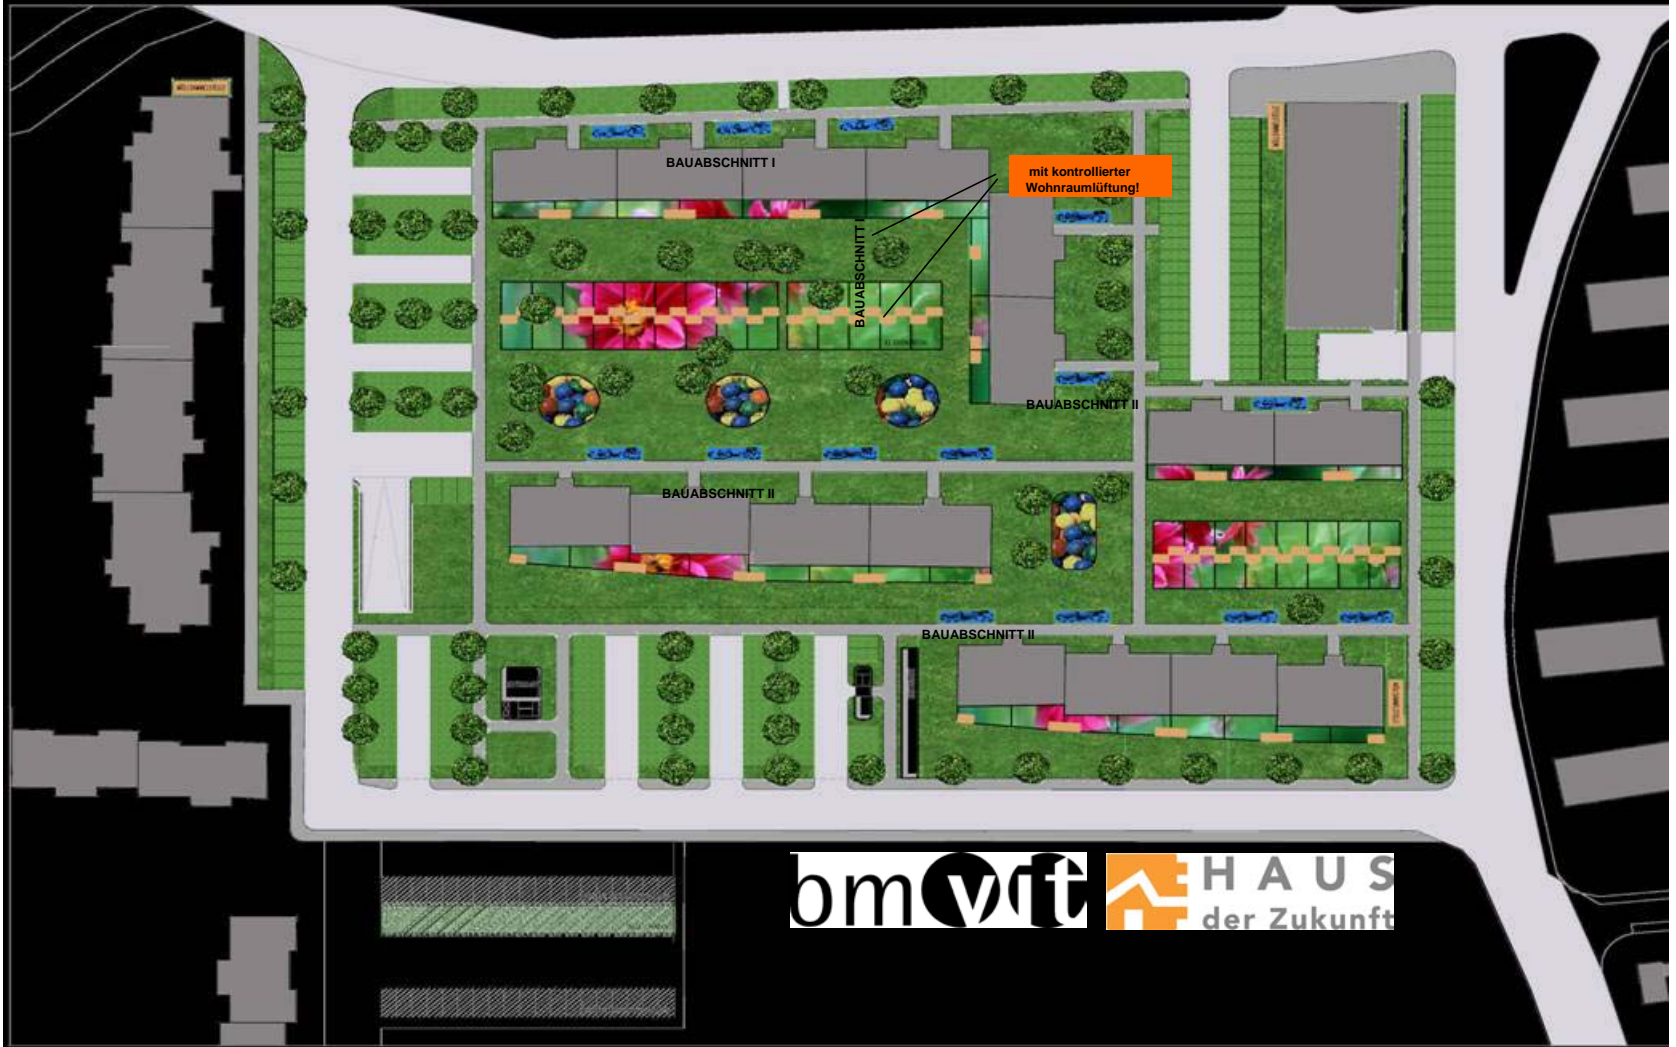 BAUABSCHNITT I
mit kontrollierter
Wohnraumlüftung!
BAUABSCHNITT I
BAUABSCHNITT II
BAUABSCHNITT II
BAUABSCHNITT II
bmvit
HAUS
der Zukunft